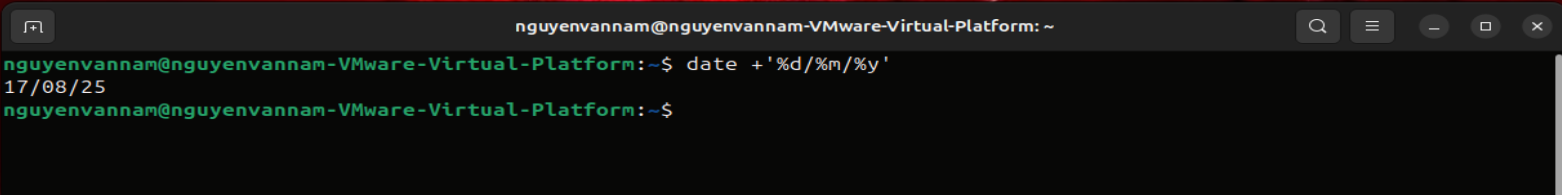 nguyenvannam@nguyenvannam-VMware-Virtual-Platform: ~
nguyenvannam@nguyenvannam-VMware-Virtual-Platform:~$ date +'%d/%m/%y'
17/08/25
nguyenvannam@nguyenvannam-VMware-Virtual-Platform:~$